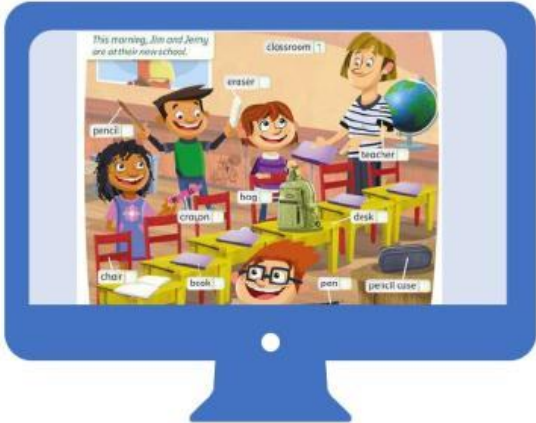 This morning, Jim and Jenny
are at their new school.
classroom 1
eraser
pencil
teacher
bag
crayon
desk
chair
book
pen
pencil case